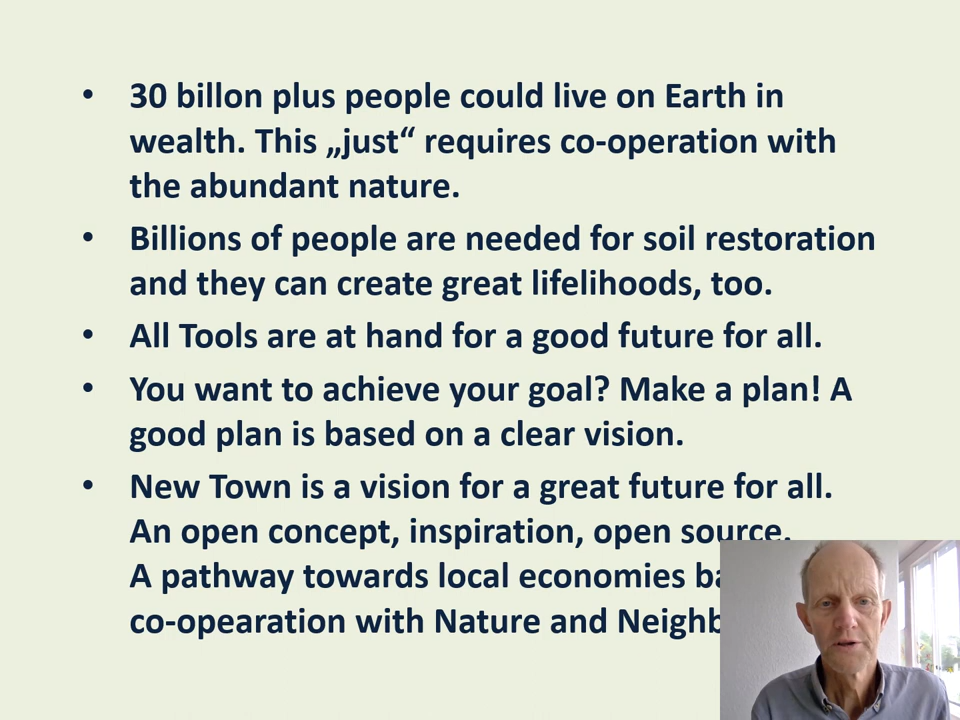 • 30 billon plus people could live on Earth in
wealth. This „just“ requires co-operation with
the abundant nature.
• Billions of people are needed for soil restoration
and they can create great lifelihoods, too.
• All Tools are at hand for a good future for all.
• You want to achieve your goal? Make a plan! A
good plan is based on a clear vision.
• New Town is a vision for a great future for all.
An open concept, inspiration, open source.
A pathway towards local economies
co-opearation with Nature and